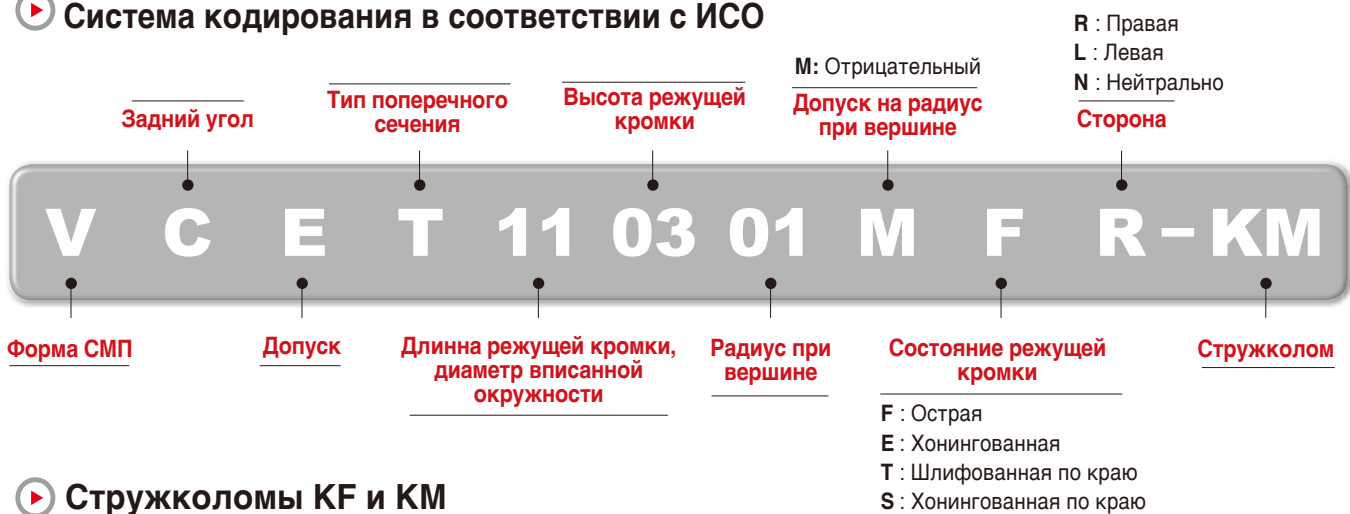 Система кодирования в соответствии с ИСО
R : Правая
L : Левая
N : Нейтрально
Сторона
M: Отрицательный
Допуск на радиус
при вершине
Высота режущей
кромки
Тип поперечного
сечения
Задний угол
V C E T 11 03 01 M F R – KM
Форма СМП
Допуск
Длинна режущей кромки,
диаметр вписанной
окружности
Радиус при
вершине
Состояние режущей
кромки
F : Острая
E : Хонингованная
T : Шлифованная по краю
S : Хонингованная по краю
Стружколом
Стружколомы KF и KM